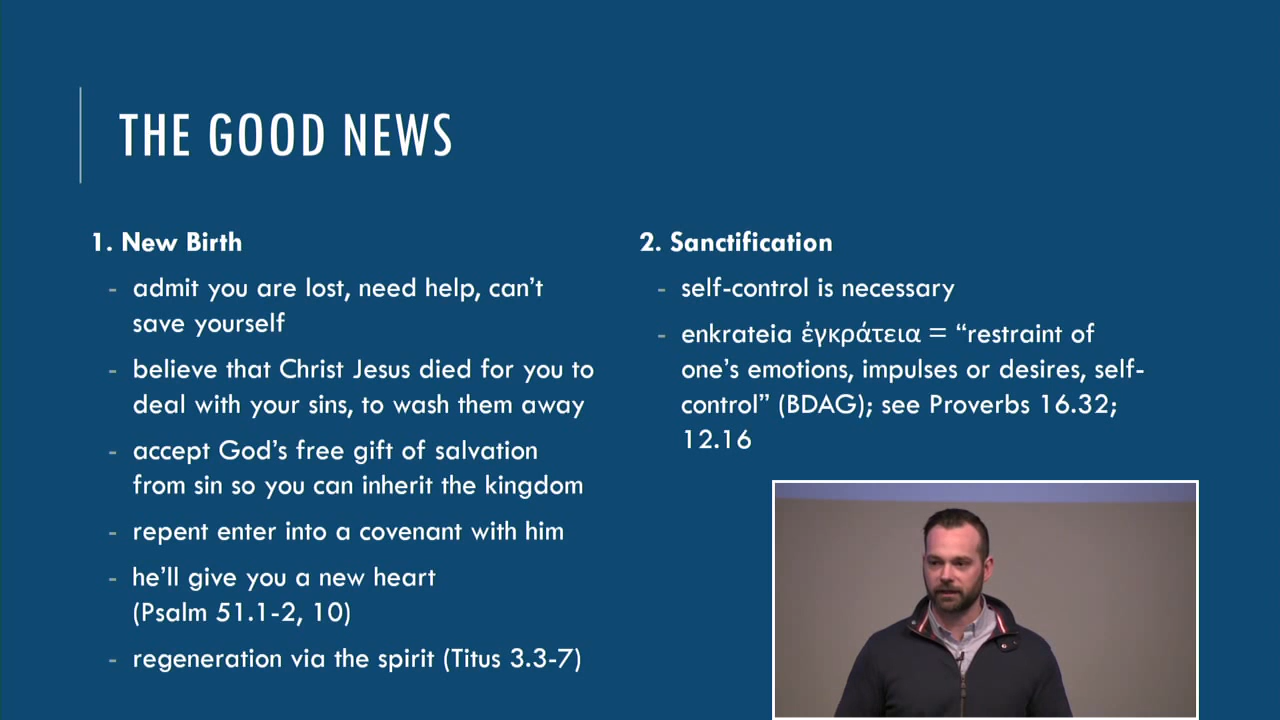 THE GOOD NEWS
1. New Birth
- admit you are lost, need help, can't
save yourself
- believe that Christ Jesus died for you to
deal with your sins, to wash them away
- accept God's free gift of salvation
from sin so you can inherit the kingdom
- repent enter into a covenant with him
- he'll give you a new heart
(Psalm 51.1-2, 10)
- regeneration via the spirit (Titus 3.3-7)
2. Sanctification
- self-control is necessary
- enkrateia ἐγκράτεια = “restraint of
one's emotions, impulses or desires, self-
control” (BDAG); see Proverbs 16.32;
12.16